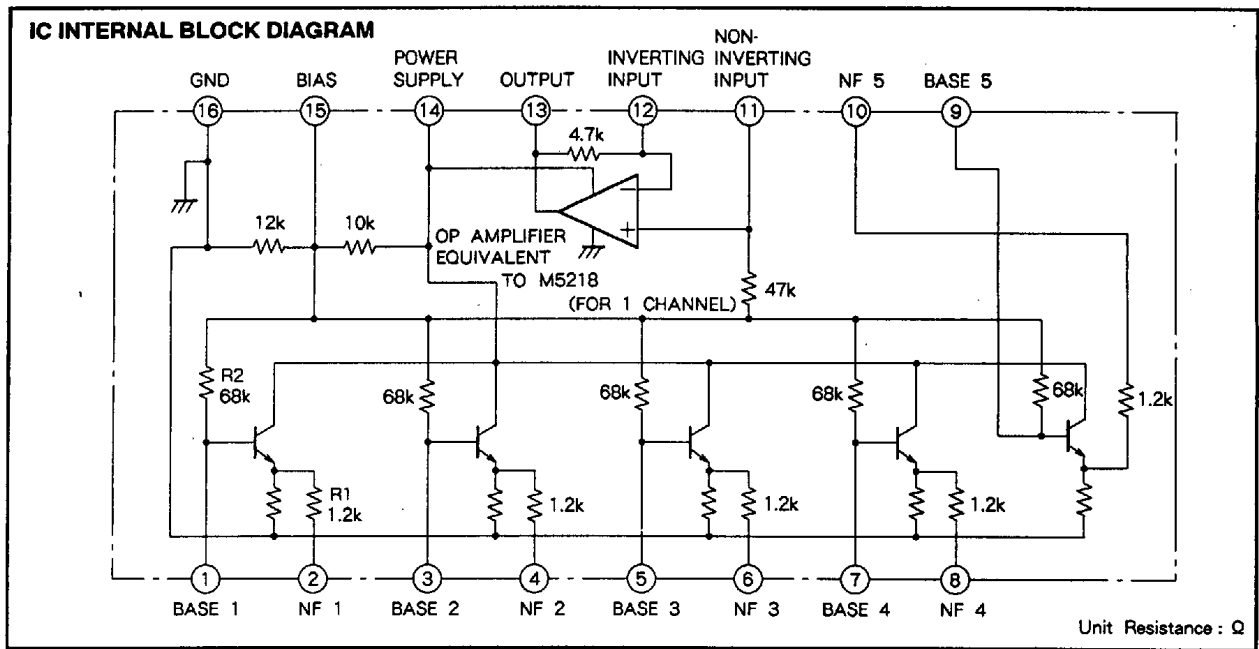 IC INTERNAL BLOCK DIAGRAM
GND
BIAS
POWER
SUPPLY
OUTPUT
INVERTING
INPUT
NON-
INVERTING
INPUT
NF 5
BASE 5
16
15
14
13
12
11
10
9
4.7k
−
+
12k
10k
OP AMPLIFIER
EQUIVALENT
TO M5218
(FOR 1 CHANNEL)
47k
R2
68k
68k
68k
68k
68k
1.2k
R1
1.2k
1.2k
1.2k
1.2k
1
2
3
4
5
6
7
8
BASE 1
NF 1
BASE 2
NF 2
BASE 3
NF 3
BASE 4
NF 4
Unit Resistance : Ω